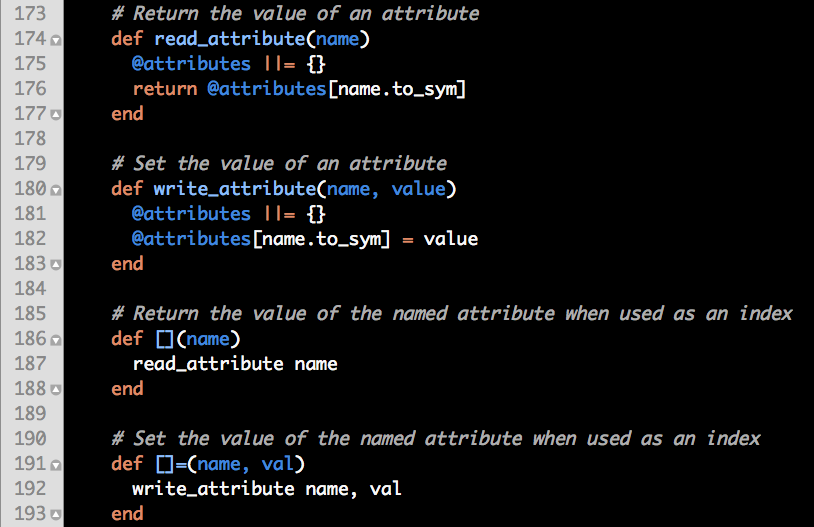 173 # Return the value of an attribute
174 def read_attribute(name)
175 @attributes ||= {}
176 return @attributes[name.to_sym]
177 end
178
179 # Set the value of an attribute
180 def write_attribute(name, value)
181 @attributes ||= {}
182 @attributes[name.to_sym] = value
183 end
184
185 # Return the value of the named attribute when used as an index
186 def [](name)
187 read_attribute name
188 end
189
190 # Set the value of the named attribute when used as an index
191 def []=(name, val)
192 write_attribute name, val
193 end